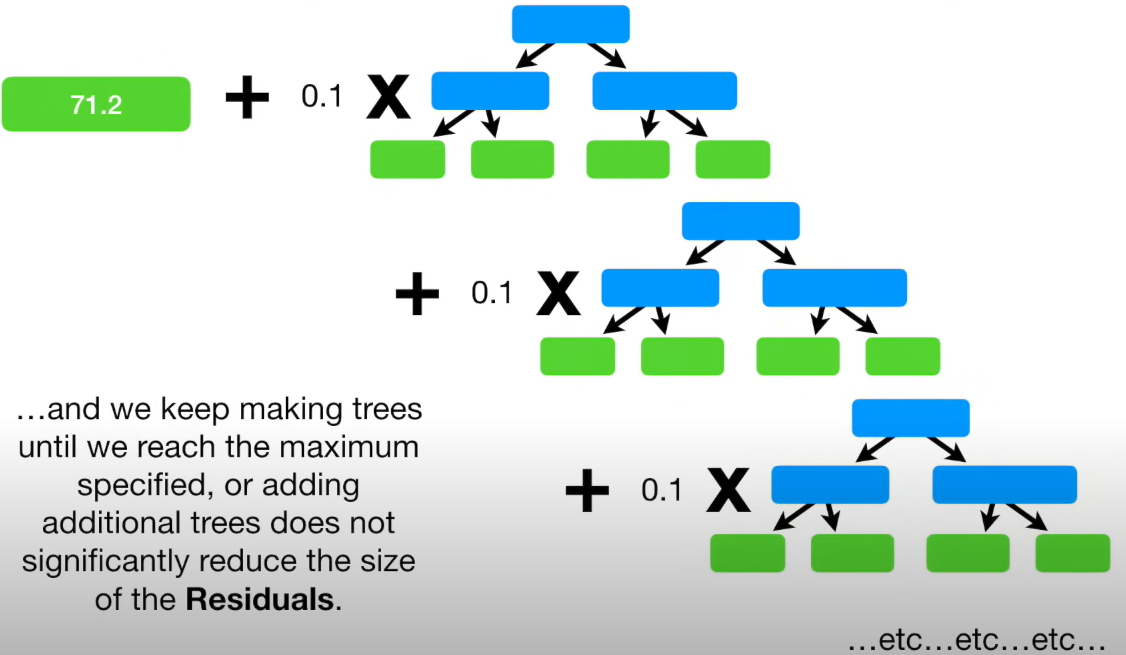 71.2 + 0.1 X
+ 0.1 X
…and we keep making trees
until we reach the maximum
specified, or adding
additional trees does not
significantly reduce the size
of the Residuals.
+ 0.1 X
…etc…etc…etc…